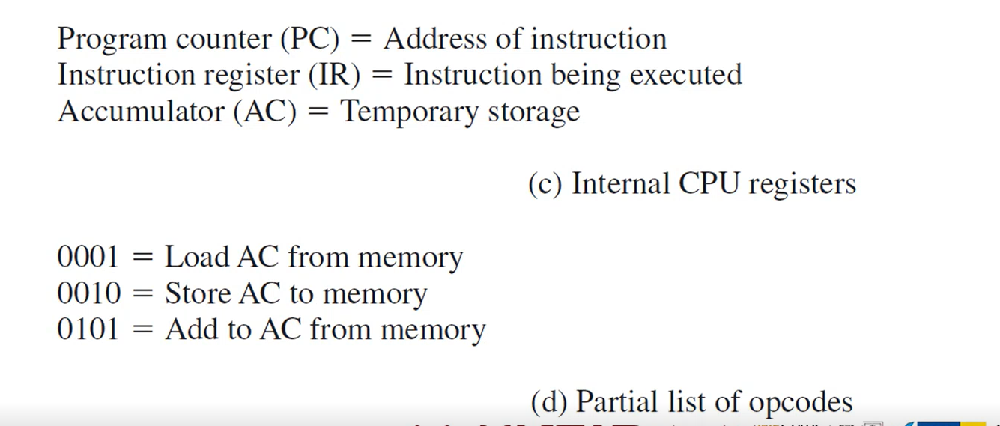 Program counter (PC) = Address of instruction
Instruction register (IR) = Instruction being executed
Accumulator (AC) = Temporary storage
(c) Internal CPU registers
0001 = Load AC from memory
0010 = Store AC to memory
0101 = Add to AC from memory
(d) Partial list of opcodes